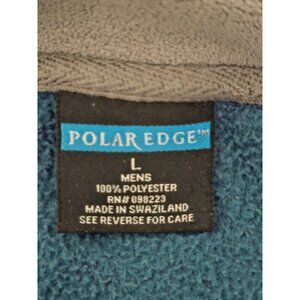 POLAR EDGE™
L
MENS
100% POLYESTER
RN# 098223
MADE IN SWAZILAND
SEE REVERSE FOR CARE